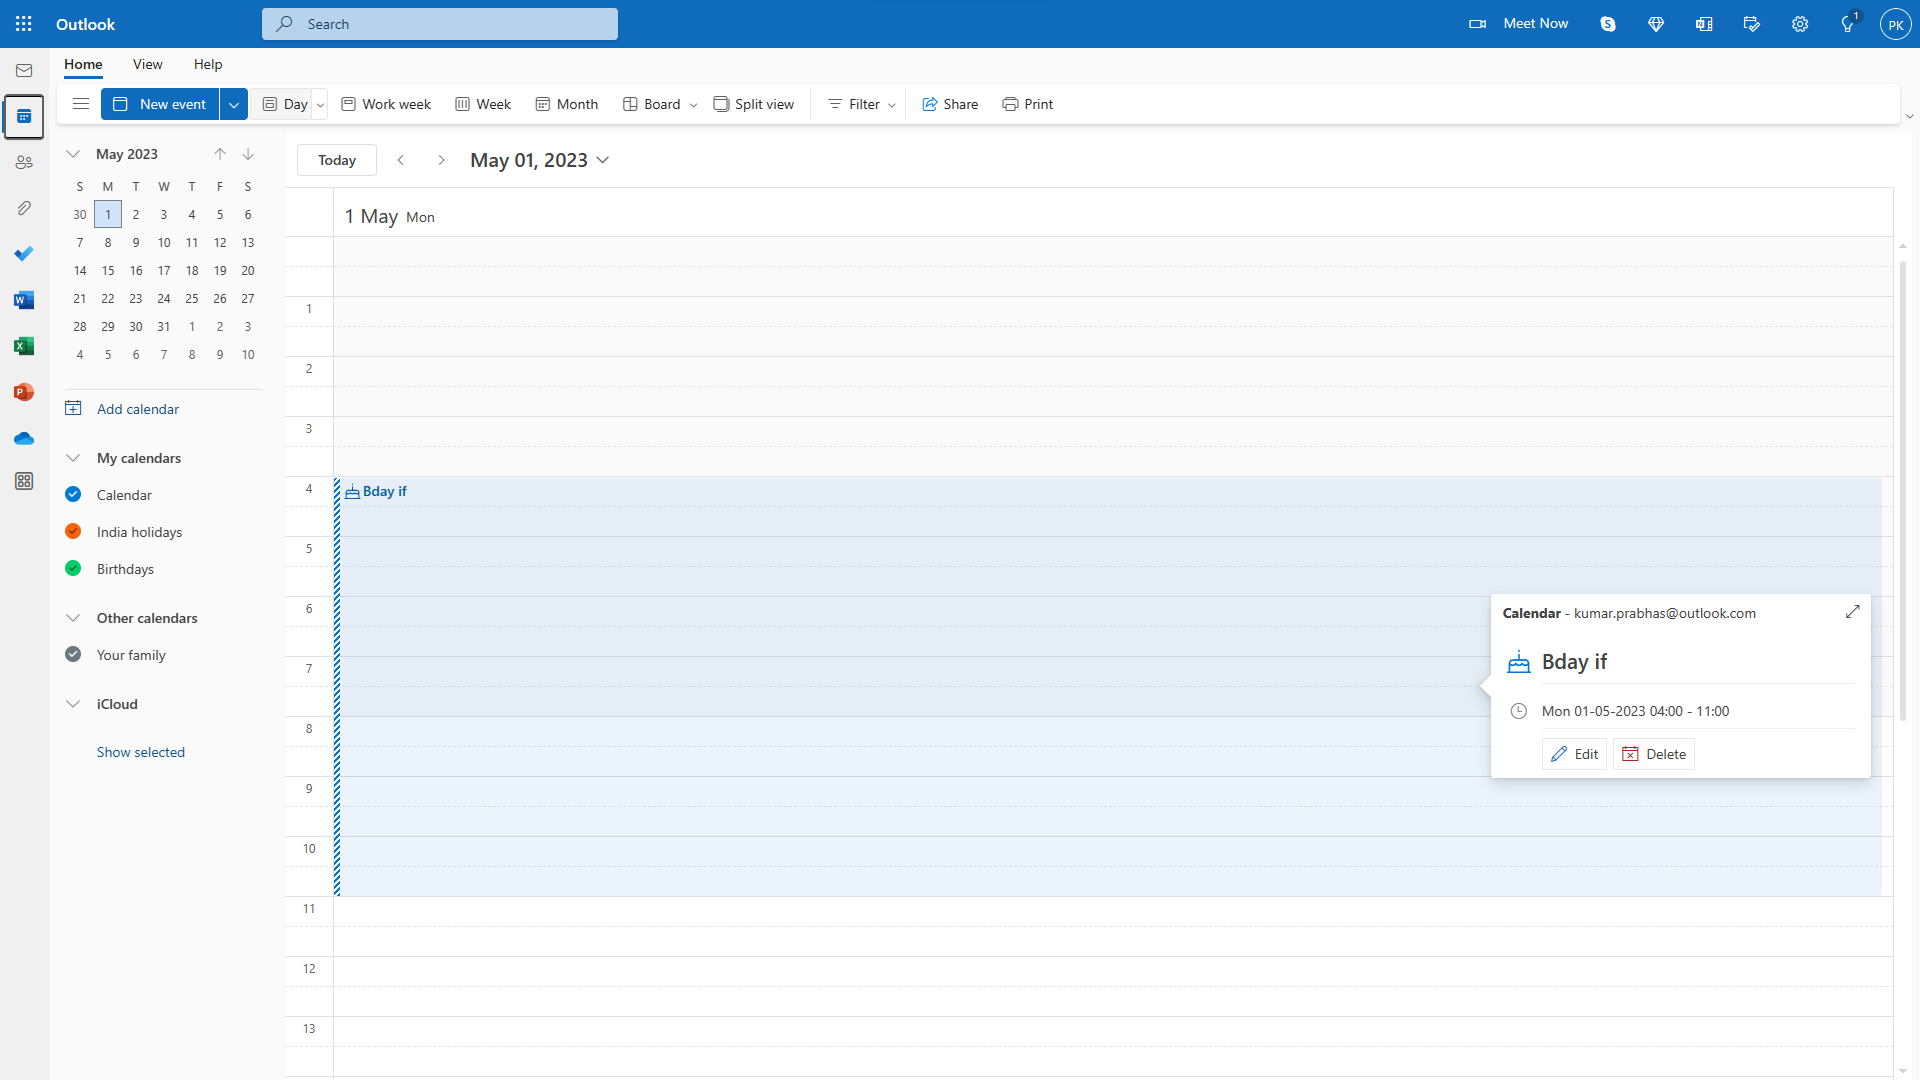 Outlook
Search
Meet Now
1
PK
Home View Help
New event
Day
Work week
Week
Month
Board
Split view
Filter
Share
Print
May 2023
S M T W T F S
30 1 2 3 4 5 6
7 8 9 10 11 12 13
14 15 16 17 18 19 20
21 22 23 24 25 26 27
28 29 30 31 1 2 3
4 5 6 7 8 9 10
Add calendar
My calendars
Calendar
India holidays
Birthdays
Other calendars
Your family
iCloud
Show selected
Today
May 01, 2023
1 May Mon
1
2
3
4
Bday if
5
6
7
8
9
10
11
12
13
Calendar - kumar.prabhas@outlook.com
Bday if
Mon 01-05-2023 04:00 - 11:00
Edit
Delete
W
X
P